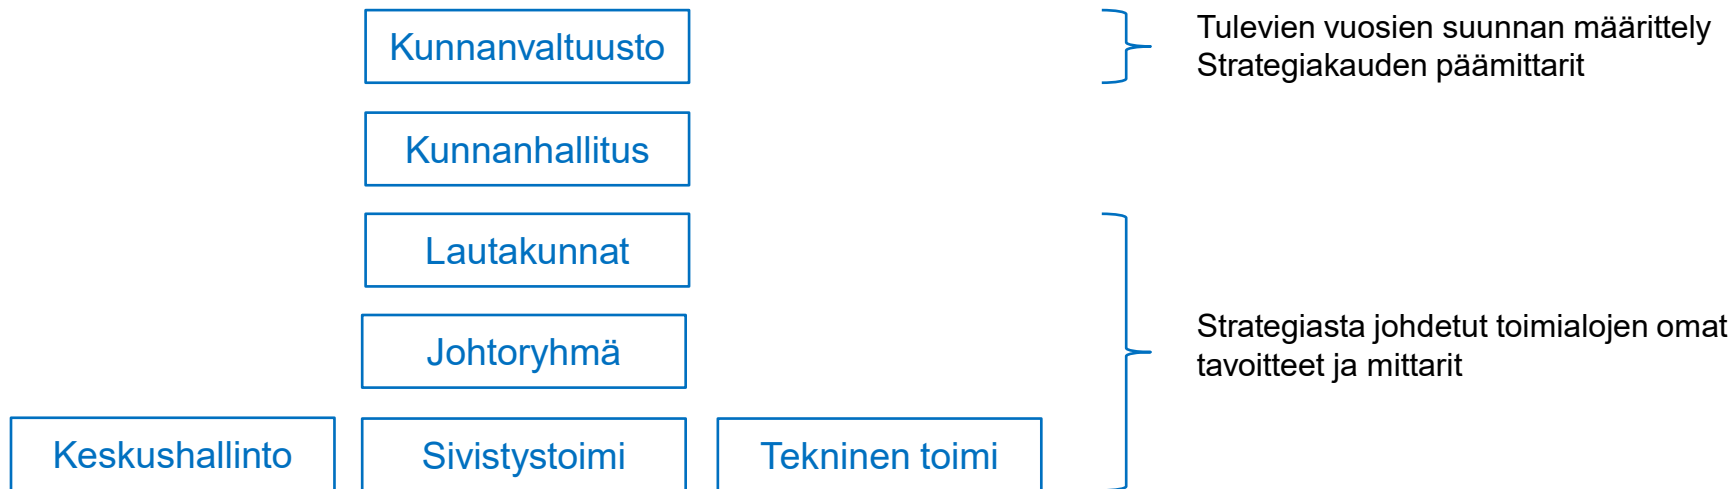 Kunnanvaltuusto
Tulevien vuosien suunnan määrittely
Strategiakauden päämittarit
Kunnanhallitus
Lautakunnat
Johtoryhmä
Strategiasta johdetut toimialojen omat
tavoitteet ja mittarit
Keskushallinto
Sivistystoimi
Tekninen toimi